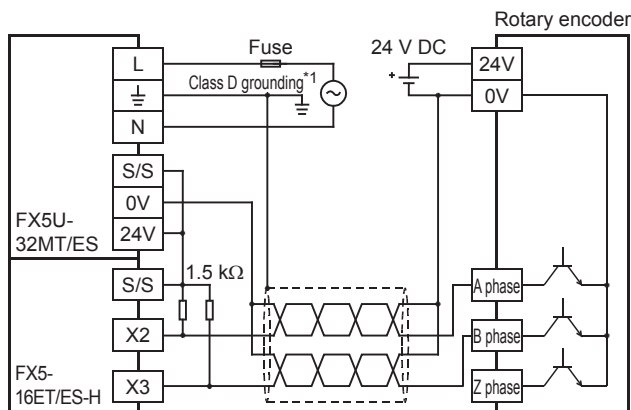 Rotary encoder
L
Fuse
24 V DC
24V
Class D grounding*1
+
0V
N
S/S
0V
FX5U-
32MT/ES
24V
S/S
1.5 kΩ
A phase
X2
B phase
FX5-
16ET/ES-H
X3
Z phase